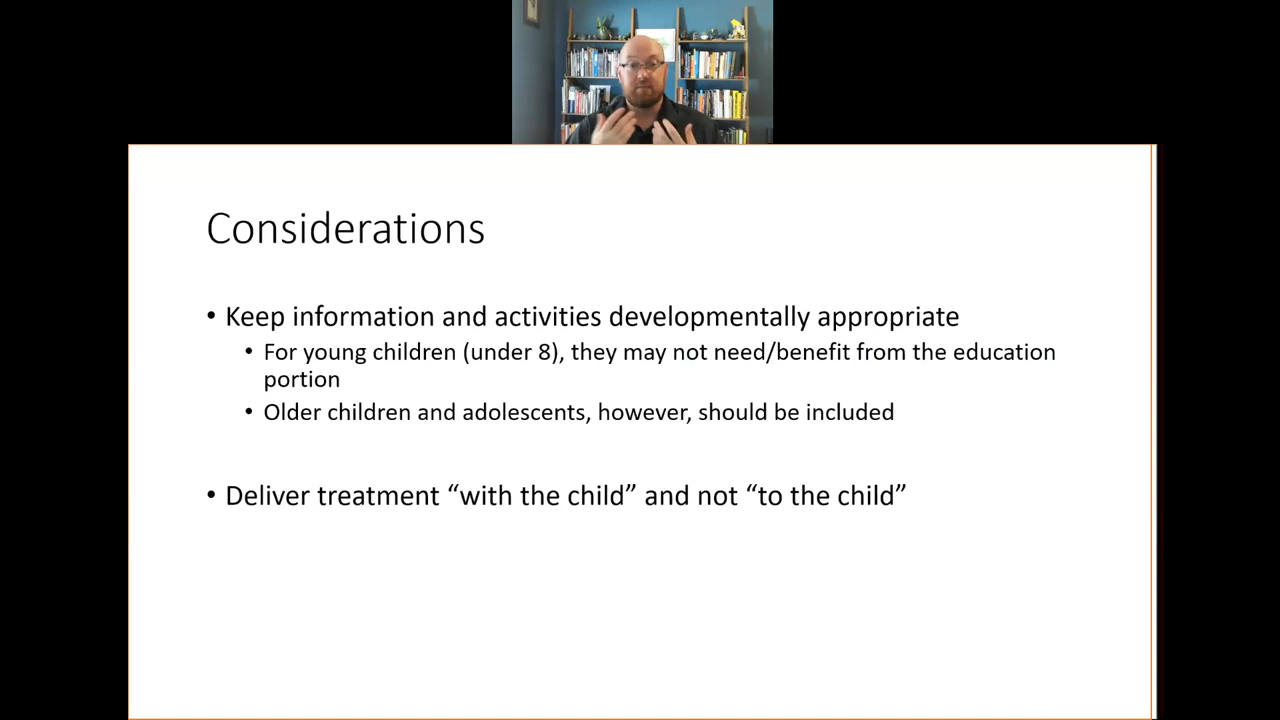 Considerations
• Keep information and activities developmentally appropriate
• For young children (under 8), they may not need/benefit from the education
portion
• Older children and adolescents, however, should be included
• Deliver treatment “with the child” and not “to the child”